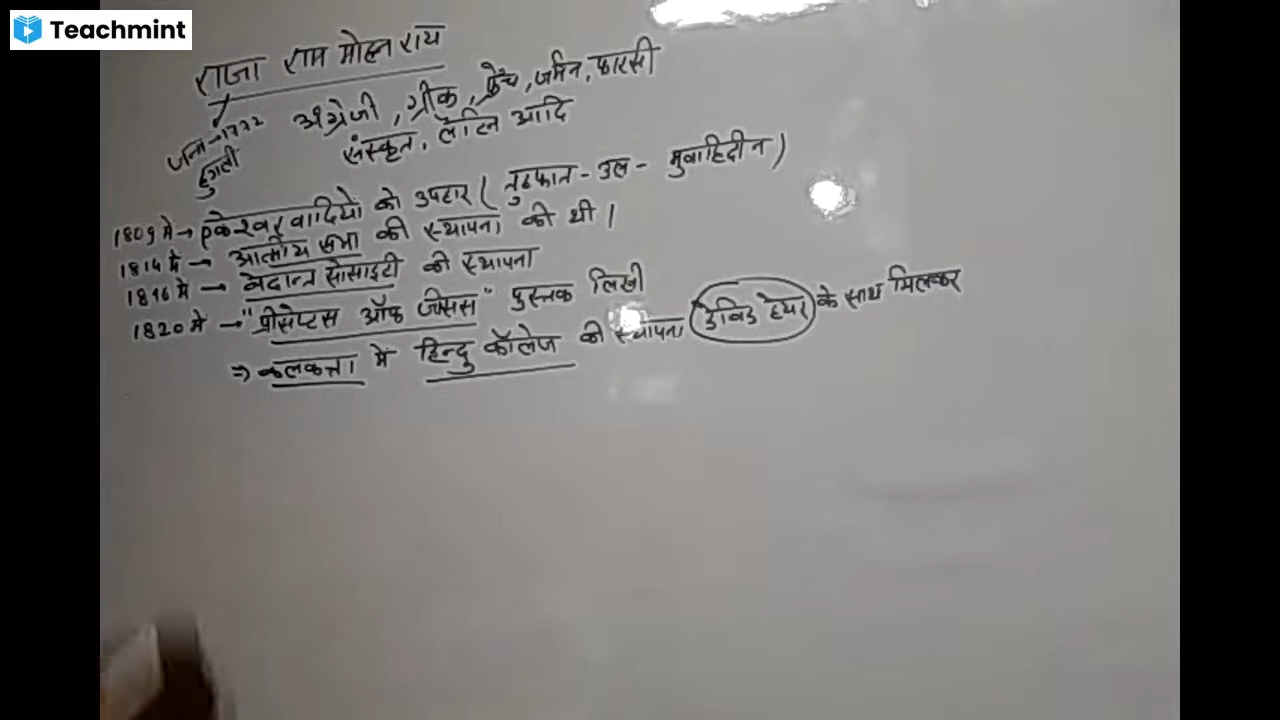 Teachmint
राजा राम मोहन राय
जन्म→1772
हुगली
अंग्रेजी, ग्रीक, फ्रेंच, जर्मन, फारसी
संस्कृत, लैटिन आदि
1809 मे → एकेश्वरवादियो को उपहार ( तुहफात-उल-मुवाहिदीन )
1814 मे → आत्मीय सभा की स्थापना की थी।
1816 मे → वेदान्त सोसाइटी की स्थापना
1820 मे → "प्रीसेप्टस ऑफ जीसस" पुस्तक लिखी
⇒ कलकत्ता में हिन्दू कॉलेज की स्थापना डेविड हेयर के साथ मिलकर